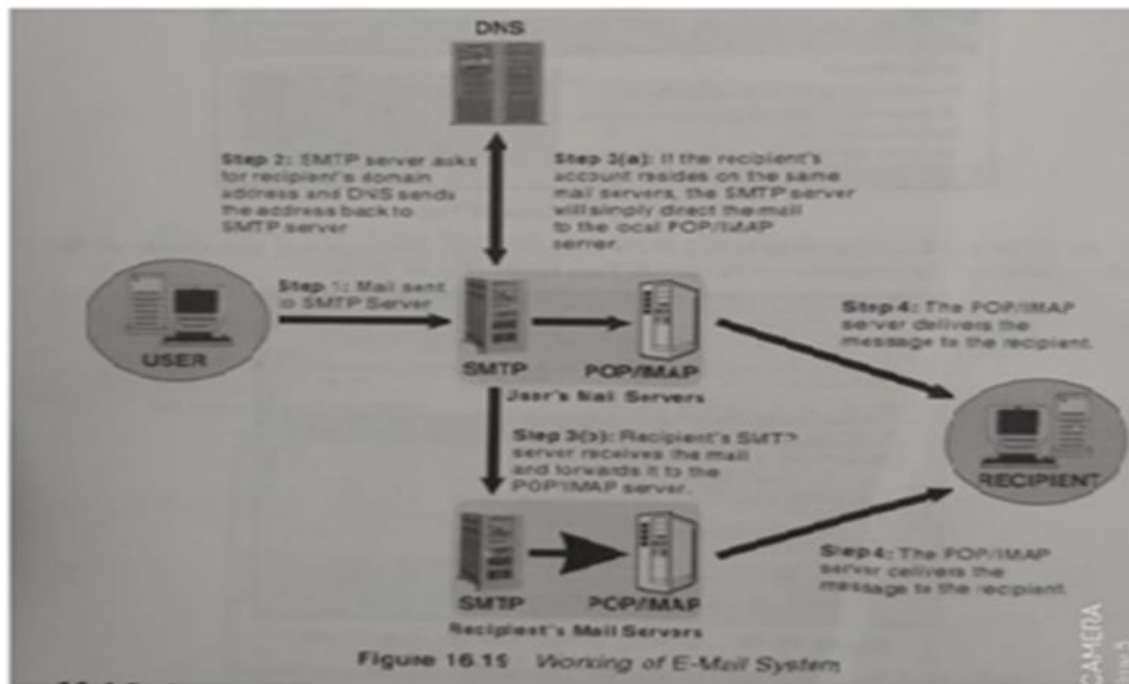 DNS
Step 2: SMTP server asks
for recipient's domain
address and DNS sends
the address back to
SMTP server
Step 3(a): If the recipient's
account resides on the same
mail servers, the SMTP server
will simply direct the mail
to the local POP/IMAP
server.
Step 1: Mail sent
to SMTP Server
USER
SMTP
POP/IMAP
User's Mail Servers
Step 4: The POP/IMAP
server delivers the
message to the recipient.
Step 3(b): Recipient's SMTP
server receives the mail
and forwards it to the
POP/IMAP server.
RECIPIENT
SMTP
POP/IMAP
Recipient's Mail Servers
Step 4: The POP/IMAP
server delivers the
message to the recipient.
Figure 16.19 Working of E-Mail System
CAMERA